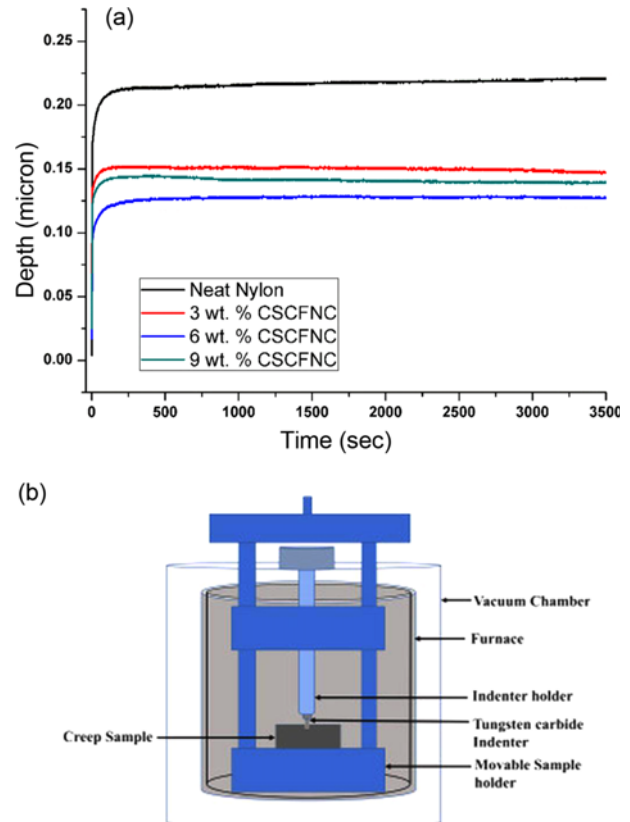 (a)
0.25
0.20
0.15
0.10
0.05
0.00
Depth (micron)
Neat Nylon
3 wt. % CSCFNC
6 wt. % CSCFNC
9 wt. % CSCFNC
0 500 1000 1500 2000 2500 3000 3500
Time (sec)
(b)
Vacuum Chamber
Furnace
Indenter holder
Creep Sample
Tungsten carbide
Indenter
Movable Sample
holder